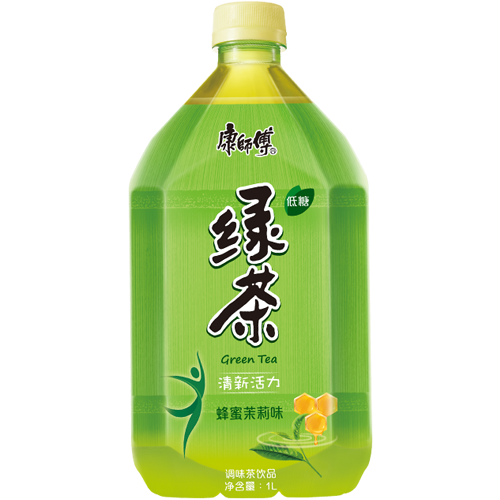 康師傅®
低糖
绿茶
Green Tea
清新活力
蜂蜜茉莉味
调味茶饮品
净含量：1L